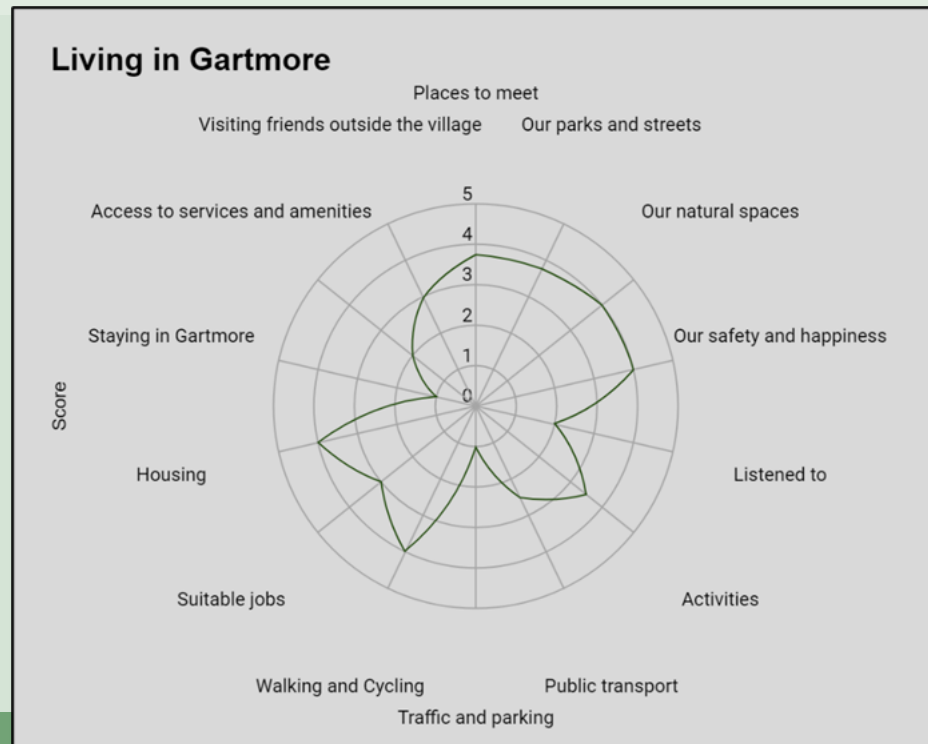 Living in Gartmore
Places to meet
Visiting friends outside the village
Our parks and streets
Access to services and amenities
Our natural spaces
Staying in Gartmore
Our safety and happiness
Housing
Listened to
Suitable jobs
Activities
Walking and Cycling
Public transport
Traffic and parking
Score
5
4
3
2
1
0